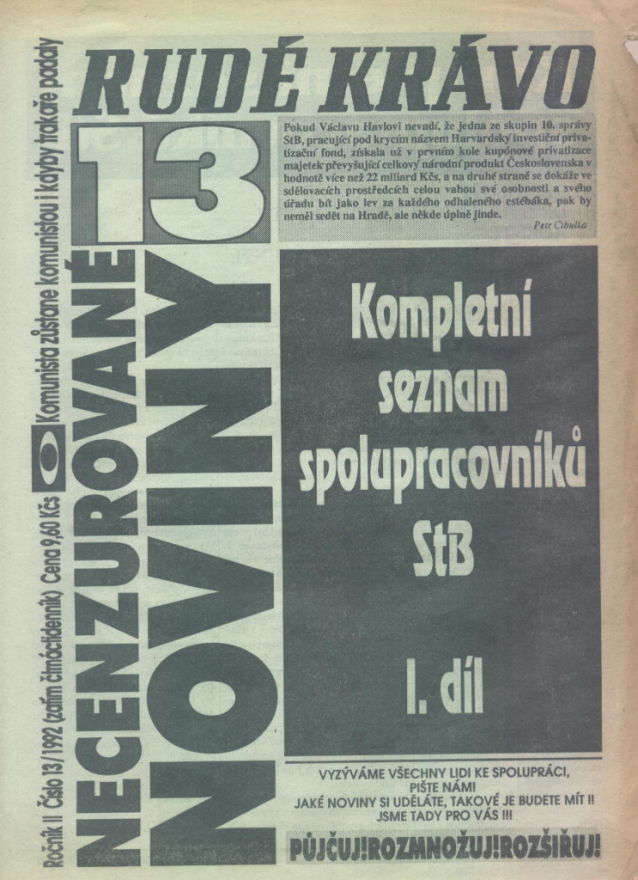 RUDÉ KRÁVO
13
Pokud Václavu Havlovi nevadí, že jedna ze skupin 10. správy
StB, pracující pod krycím názvem Harvardský investiční priva-
tizační fond, získala už v prvním kole kupónové privatizace
majetek převyšující celkový národní produkt Československa v
hodnotě více než 22 miliard Kčs, a na druhé straně se dokáže ve
sdělovacích prostředcích celou vahou své osobnosti a svého
úřadu bít jako lev za každého odhaleného estébáka, pak by
neměl sedět na Hradě, ale někde úplně jinde.
Petr Cibulka
Ročník II Číslo 13/1992 (zatím čtrnáctideník) Cena 9,60 Kčs Komunista zůstane komunistou i kdyby trakaře padaly
NECENZUROVANÉ
NOVINY
Kompletní
seznam
spolupracovníků
StB
I. díl
VYZÝVÁME VŠECHNY LIDI KE SPOLUPRÁCI,
PIŠTE NÁM!
JAKÉ NOVINY SI UDĚLÁTE, TAKOVÉ JE BUDETE MÍT !!
JSME TADY PRO VÁS !!!
PŮJČUJ!ROZMNOŽUJ!ROZŠIŘUJ!